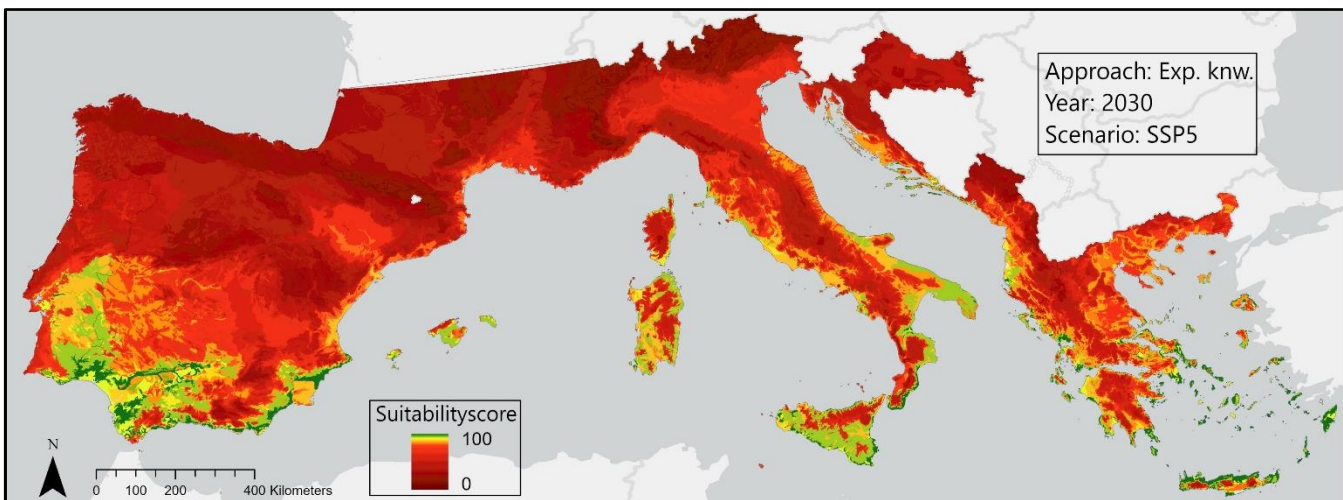 Approach: Exp. knw.
Year: 2030
Scenario: SSP5
Suitabilityscore
100
0
N
0 100 200 400 Kilometers